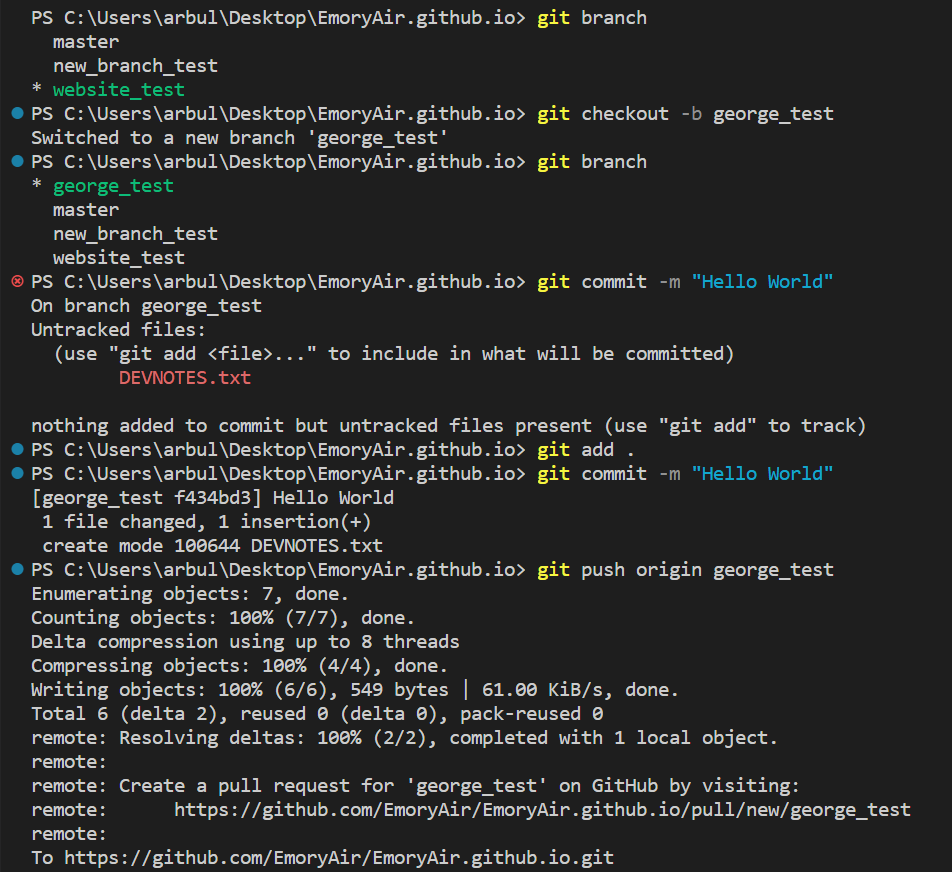 PS C:\Users\arbul\Desktop\EmoryAir.github.io> git branch
  master
  new_branch_test
* website_test
PS C:\Users\arbul\Desktop\EmoryAir.github.io> git checkout -b george_test
Switched to a new branch 'george_test'
PS C:\Users\arbul\Desktop\EmoryAir.github.io> git branch
* george_test
  master
  new_branch_test
  website_test
PS C:\Users\arbul\Desktop\EmoryAir.github.io> git commit -m "Hello World"
On branch george_test
Untracked files:
  (use "git add <file>..." to include in what will be committed)
        DEVNOTES.txt

nothing added to commit but untracked files present (use "git add" to track)
PS C:\Users\arbul\Desktop\EmoryAir.github.io> git add .
PS C:\Users\arbul\Desktop\EmoryAir.github.io> git commit -m "Hello World"
[george_test f434bd3] Hello World
 1 file changed, 1 insertion(+)
 create mode 100644 DEVNOTES.txt
PS C:\Users\arbul\Desktop\EmoryAir.github.io> git push origin george_test
Enumerating objects: 7, done.
Counting objects: 100% (7/7), done.
Delta compression using up to 8 threads
Compressing objects: 100% (4/4), done.
Writing objects: 100% (6/6), 549 bytes | 61.00 KiB/s, done.
Total 6 (delta 2), reused 0 (delta 0), pack-reused 0
remote: Resolving deltas: 100% (2/2), completed with 1 local object.
remote:
remote: Create a pull request for 'george_test' on GitHub by visiting:
remote:      https://github.com/EmoryAir/EmoryAir.github.io/pull/new/george_test
remote:
To https://github.com/EmoryAir/EmoryAir.github.io.git